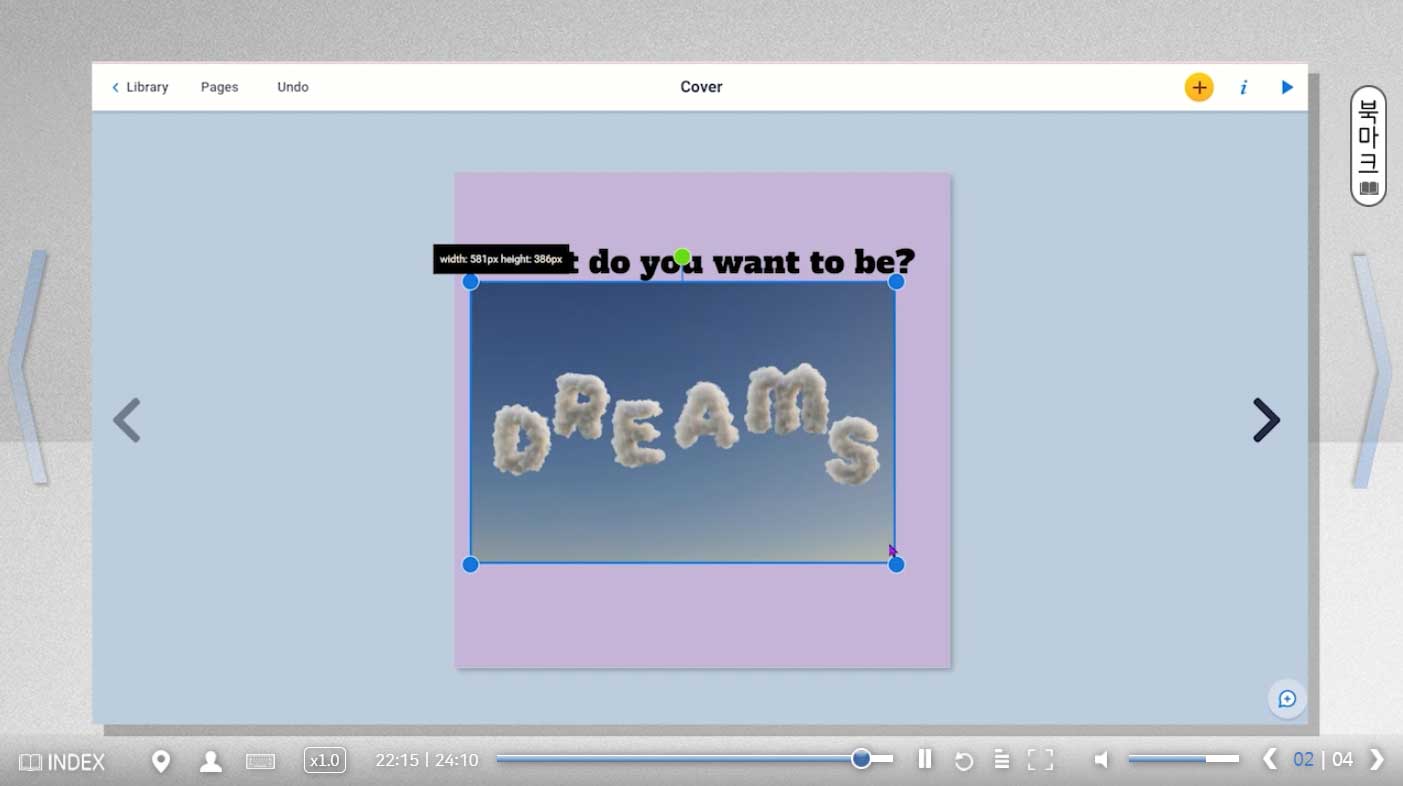 Library Pages Undo Cover i
북마크
do you want to be?
width: 581px height: 386px
DREAMS
INDEX x1.0 22:15 | 24:10 02 | 04